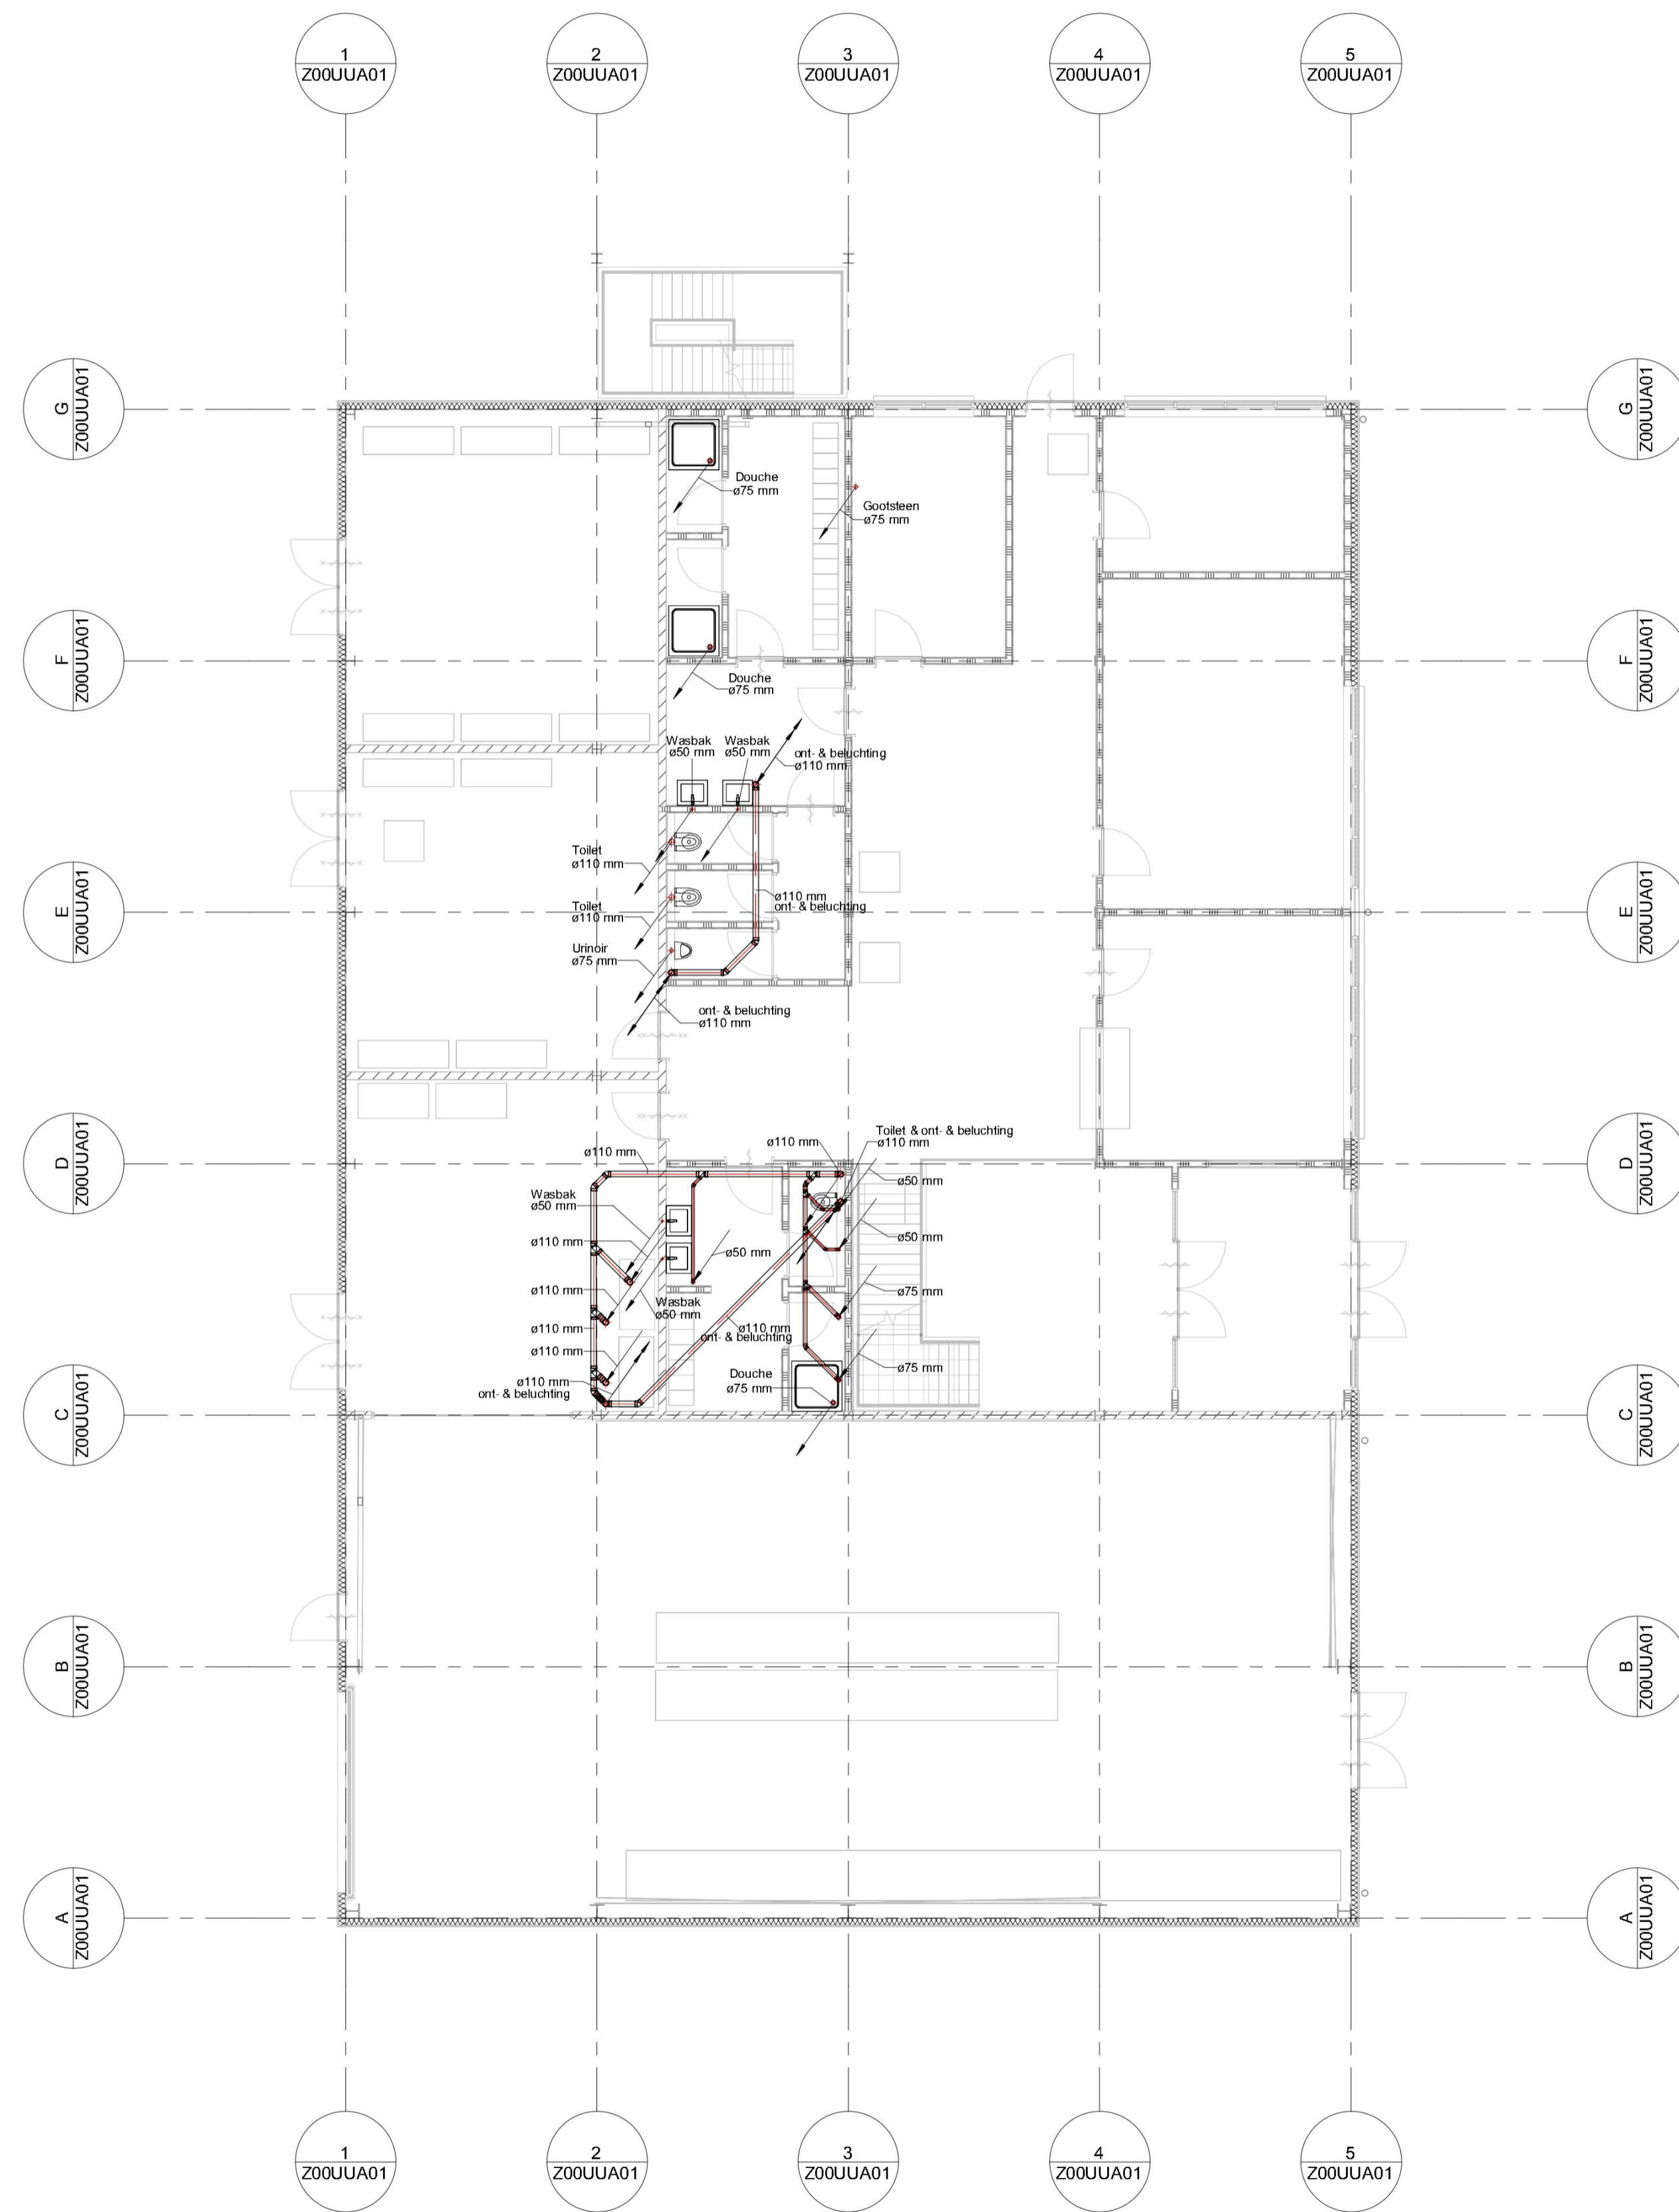 1
Z00UUA01
2
Z00UUA01
3
Z00UUA01
4
Z00UUA01
5
Z00UUA01
G
Z00UUA01
G
Z00UUA01
Douche
ø75 mm
Gootsteen
ø75 mm
F
Z00UUA01
F
Z00UUA01
Douche
ø75 mm
Wasbak
ø50 mm
Wasbak
ø50 mm
ont- & beluchting
ø110 mm
Toilet
ø110 mm
ø110 mm
ont- & beluchting
E
Z00UUA01
E
Z00UUA01
Toilet
ø110 mm
Urinoir
ø75 mm
ont- & beluchting
ø110 mm
D
Z00UUA01
D
Z00UUA01
Toilet & ont- & beluchting
ø110 mm
ø110 mm
ø110 mm
ø50 mm
Wasbak
ø50 mm
ø50 mm
ø110 mm
ø50 mm
ø110 mm
ø75 mm
Wasbak
ø50 mm
ø110 mm
ø110 mm
ont- & beluchting
ø110 mm
ø75 mm
ø110 mm
ont- & beluchting
Douche
ø75 mm
C
Z00UUA01
C
Z00UUA01
B
Z00UUA01
B
Z00UUA01
A
Z00UUA01
A
Z00UUA01
1
Z00UUA01
2
Z00UUA01
3
Z00UUA01
4
Z00UUA01
5
Z00UUA01